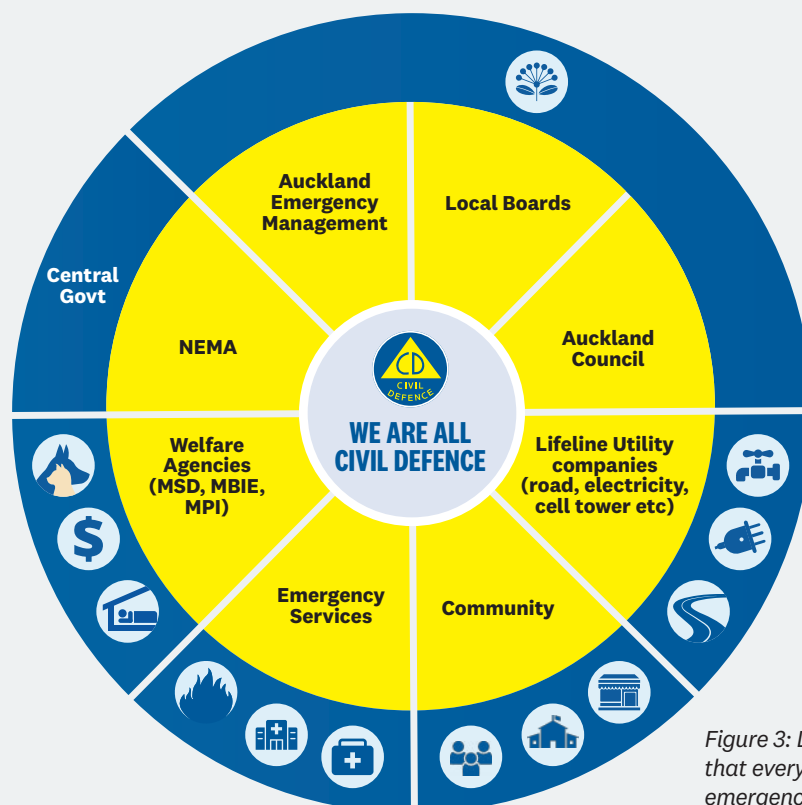 Auckland
Emergency
Management
Local Boards
Central
Govt
NEMA
Auckland
Council
CD
CIVIL
DEFENCE
WE ARE ALL
CIVIL DEFENCE
Welfare
Agencies
(MSD, MBIE,
MPI)
Lifeline Utility
companies
(road, electricity,
cell tower etc)
$
Emergency
Services
Community
Figure 3:
that every